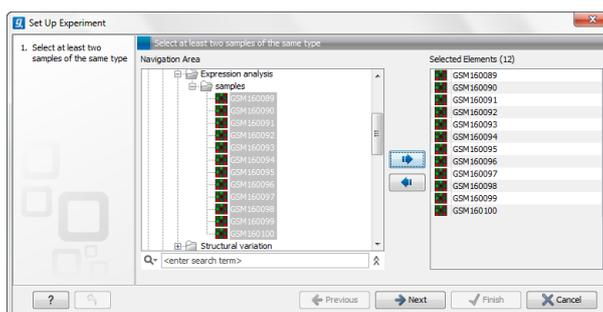 Set Up Experiment
1. Select at least two
samples of the same type
Select at least two samples of the same type
Navigation Area
Expression analysis
samples
GSM160089
GSM160090
GSM160091
GSM160092
GSM160093
GSM160094
GSM160095
GSM160096
GSM160097
GSM160098
GSM160099
GSM160100
Structural variation
<enter search term>
Selected Elements (12)
GSM160089
GSM160090
GSM160091
GSM160092
GSM160093
GSM160094
GSM160095
GSM160096
GSM160097
GSM160098
GSM160099
GSM160100
?
Previous
Next
Finish
Cancel